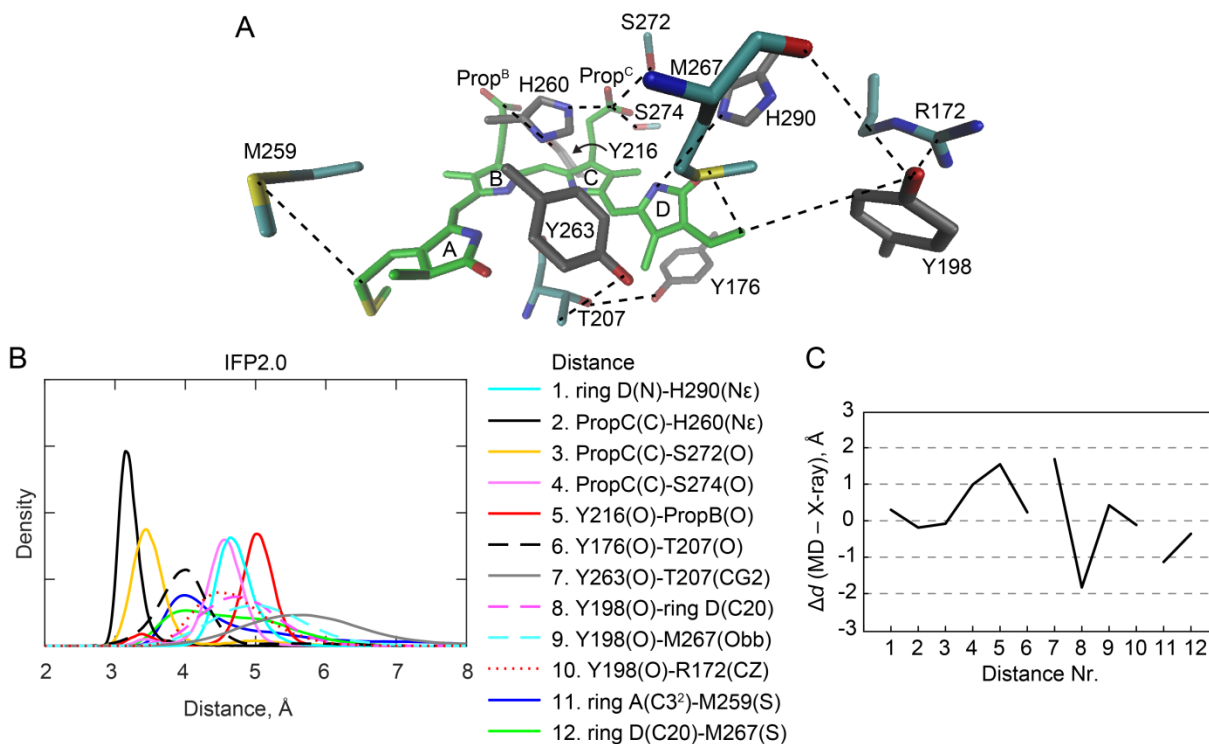 A
S272
Prop^C
M267
Prop^B
H260
S274
H290
R172
M259
Y216
B
C
D
A
Y263
Y198
Y176
T207
B
IFP2.0
Density
2 3 4 5 6 7 8
Distance, Å
Distance
1. ring D(N)-H290(Nε)
2. PropC(C)-H260(Nε)
3. PropC(C)-S272(O)
4. PropC(C)-S274(O)
5. Y216(O)-PropB(O)
6. Y176(O)-T207(O)
7. Y263(O)-T207(CG2)
8. Y198(O)-ring D(C20)
9. Y198(O)-M267(Obb)
10. Y198(O)-R172(CZ)
11. ring A(C3²)-M259(S)
12. ring D(C20)-M267(S)
C
Δd (MD – X-ray), Å
3
2
1
0
-1
-2
-3
1 2 3 4 5 6 7 8 9 10 11 12
Distance Nr.